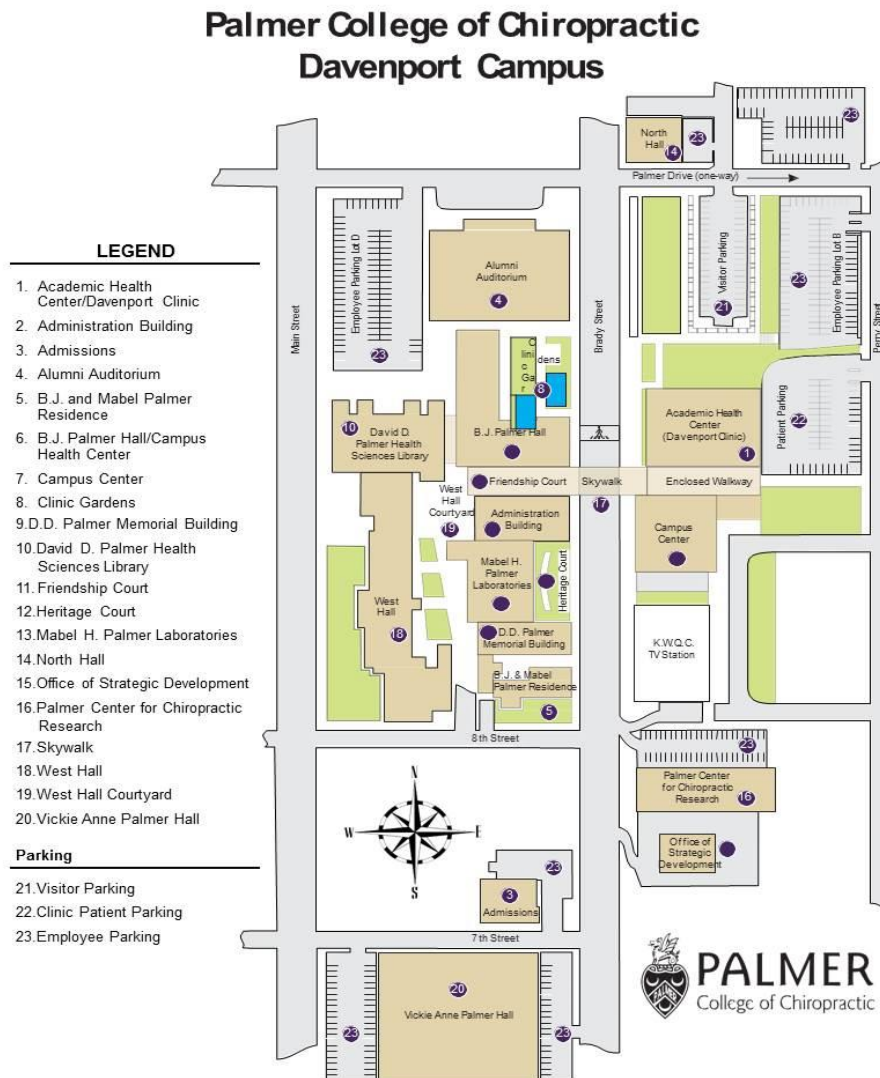 Palmer College of Chiropractic
Davenport Campus
LEGEND
1. Academic Health
Center/Davenport Clinic
2. Administration Building
3. Admissions
4. Alumni Auditorium
5. B.J. and Mabel Palmer
Residence
6. B.J. Palmer Hall/Campus
Health Center
7. Campus Center
8. Clinic Gardens
9.D.D. Palmer Memorial Building
10.David D. Palmer Health
Sciences Library
11. Friendship Court
12.Heritage Court
13.Mabel H. Palmer Laboratories
14.North Hall
15.Office of Strategic Development
16.Palmer Center for Chiropractic
Research
17.Skywalk
18.West Hall
19.West Hall Courtyard
20.Vickie Anne Palmer Hall
Parking
21.Visitor Parking
22.Clinic Patient Parking
23.Employee Parking
North
Hall
14
23
23
Palmer Drive (one-way)
Main Street
Employee Parking Lot D
23
Alumni
Auditorium
4
Brady Street
Visitor Parking
21
23
Employee Parking Lot B
Perry Street
C
lini
c
Ga
r
dens
8
10
David D.
Palmer Health
Sciences Library
B.J. Palmer Hall
Academic Health
Center
(Davenport Clinic)
1
Patient Parking
22
West
Hall
Courtyard
19
Friendship Court
Skywalk
17
Enclosed Walkway
Administration
Building
Campus
Center
Mabel H.
Palmer
Laboratories
Heritage Court
West
Hall
18
D.D. Palmer
Memorial Building
K.W.Q.C.
TV Station
B.J. & Mabel
Palmer Residence
5
8th Street
23
Palmer Center
for Chiropractic
Research
16
N
W
E
S
Office of
Strategic
Development
23
3
Admissions
7th Street
20
Vickie Anne Palmer Hall
23
23
PALMER
PALMER
College of Chiropractic